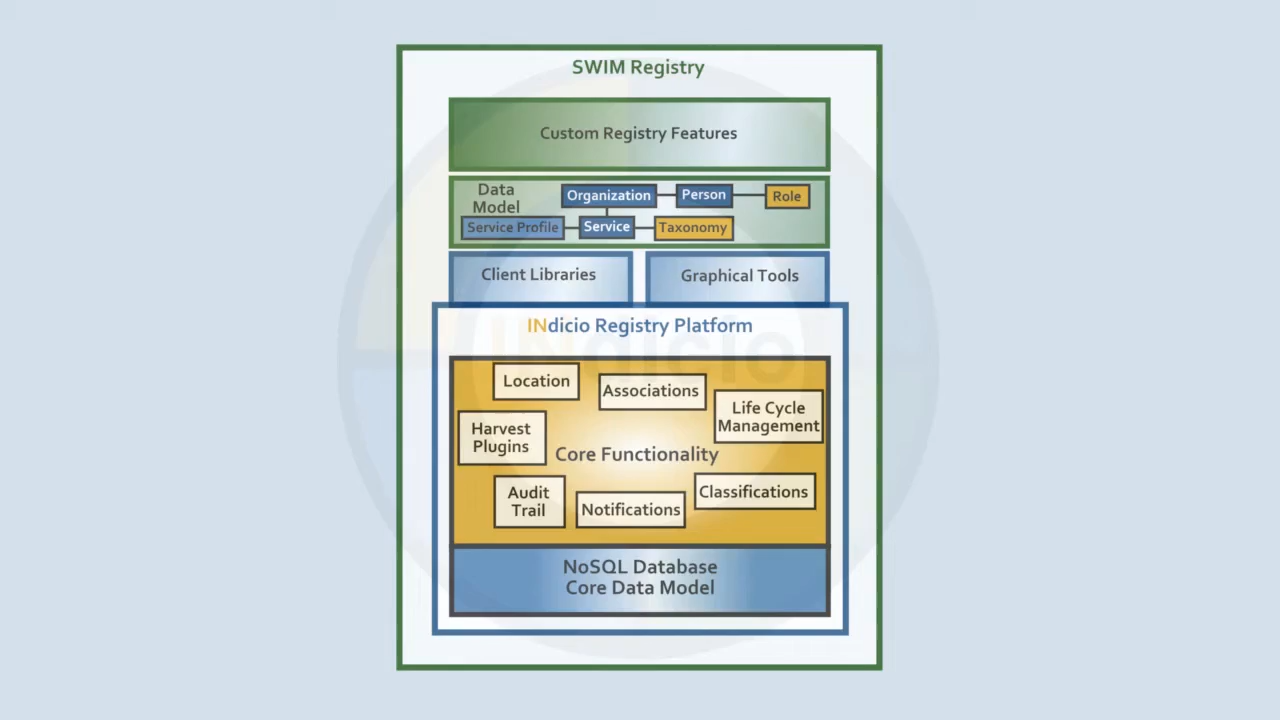 SWIM Registry
Custom Registry Features
Data
Model
Organization
Person
Role
Service Profile
Service
Taxonomy
Client Libraries
Graphical Tools
INdicio Registry Platform
INdicio
Location
Associations
Life Cycle
Management
Harvest
Plugins
Core Functionality
Audit
Trail
Notifications
Classifications
NoSQL Database
Core Data Model